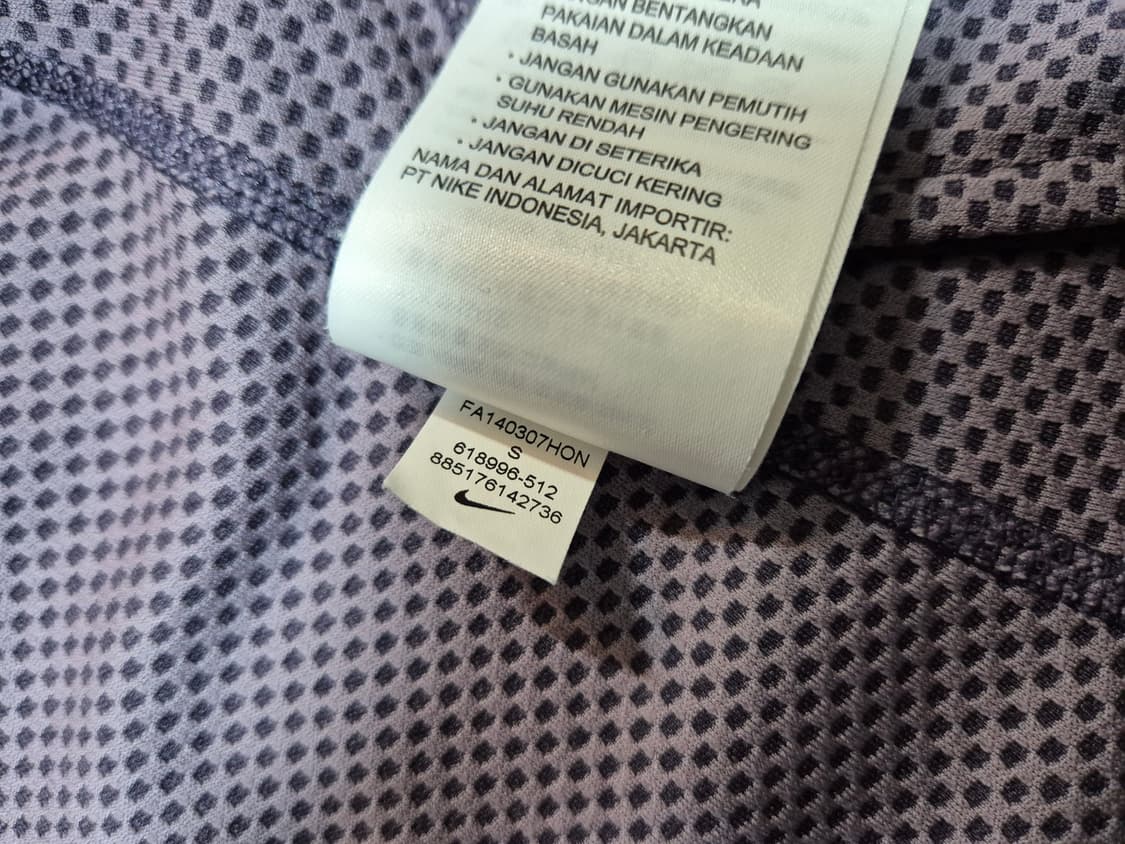 BENTANGKAN
PAKAIAN DALAM KEADAAN
BASAH
· JANGAN GUNAKAN PEMUTIH
· GUNAKAN MESIN PENGERING
SUHU RENDAH
· JANGAN DI SETERIKA
· JANGAN DICUCI KERING
NAMA DAN ALAMAT IMPORTIR:
PT NIKE INDONESIA, JAKARTA
FA140307HON
S
618996-512
885176142736